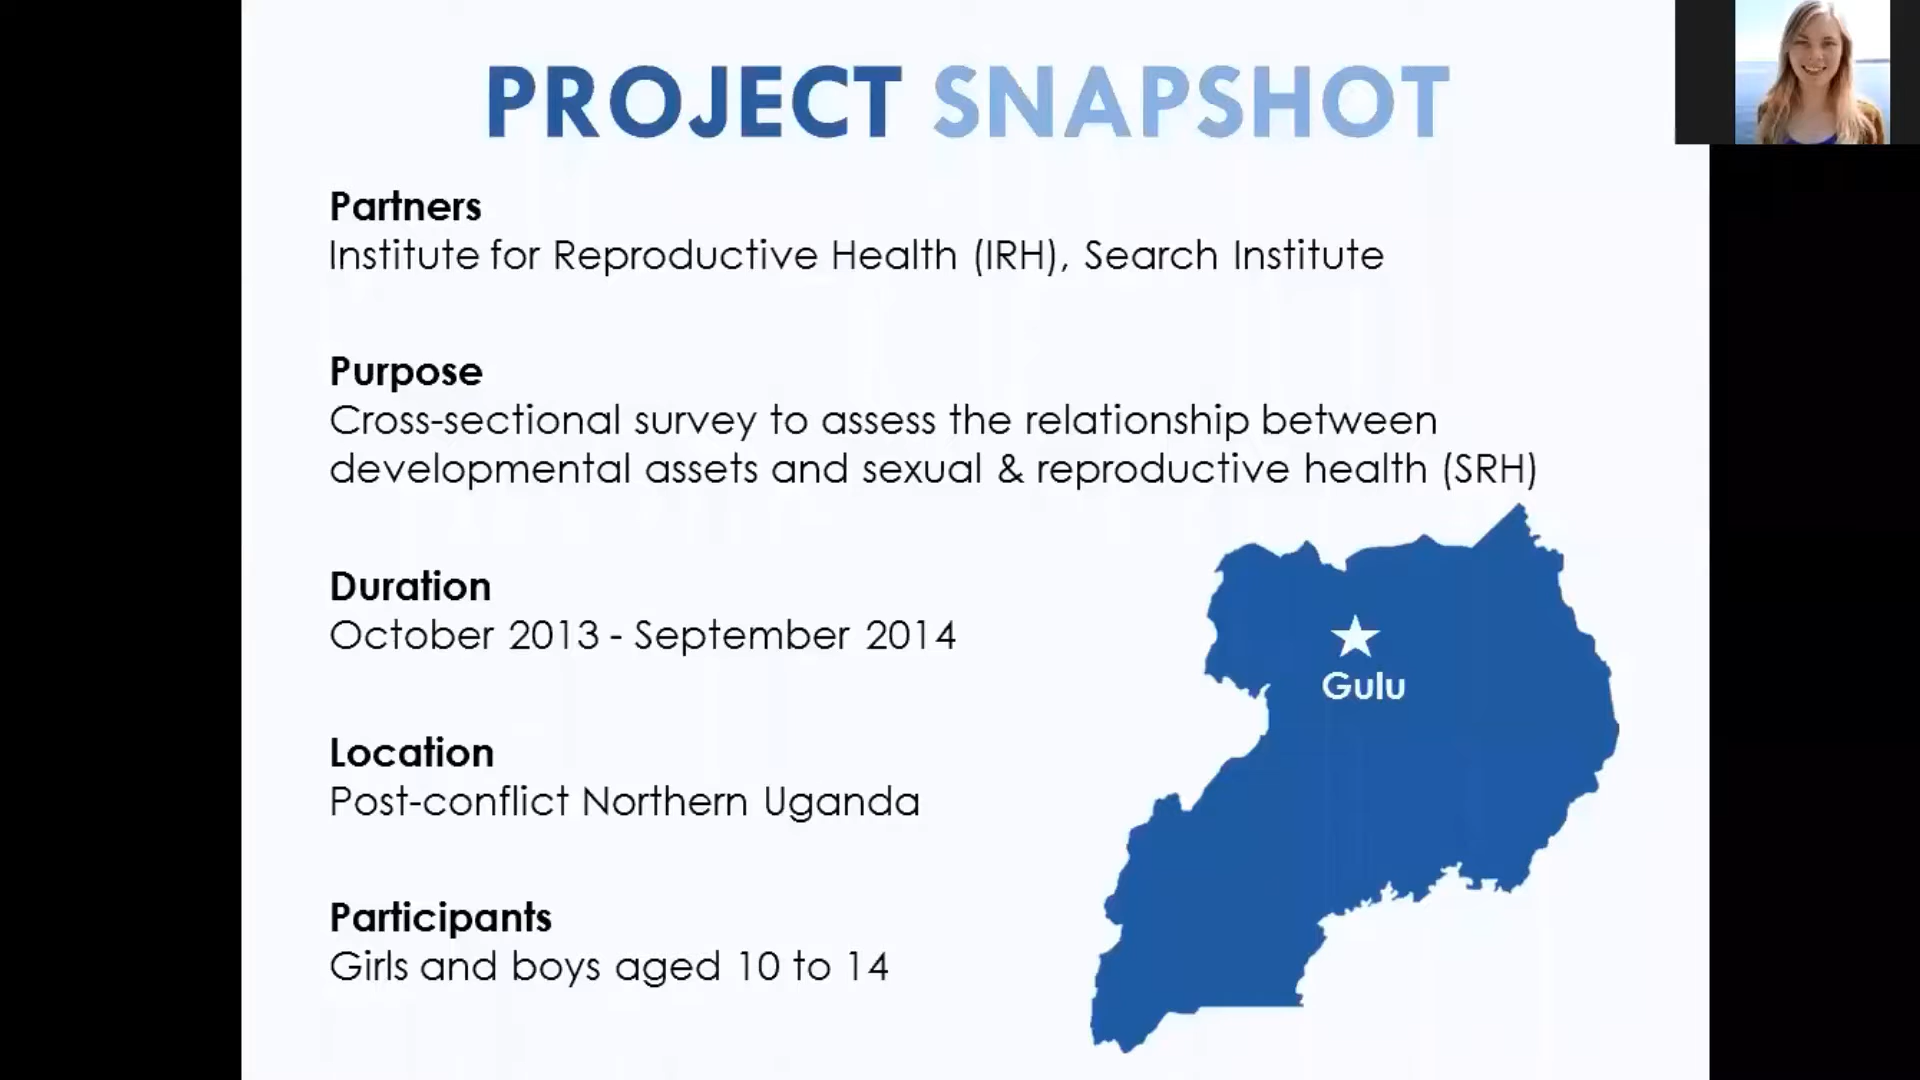 PROJECT SNAPSHOT
Partners
Institute for Reproductive Health (IRH), Search Institute
Purpose
Cross-sectional survey to assess the relationship between
developmental assets and sexual & reproductive health (SRH)
Duration
October 2013 - September 2014
Location
Post-conflict Northern Uganda
Participants
Girls and boys aged 10 to 14
Gulu